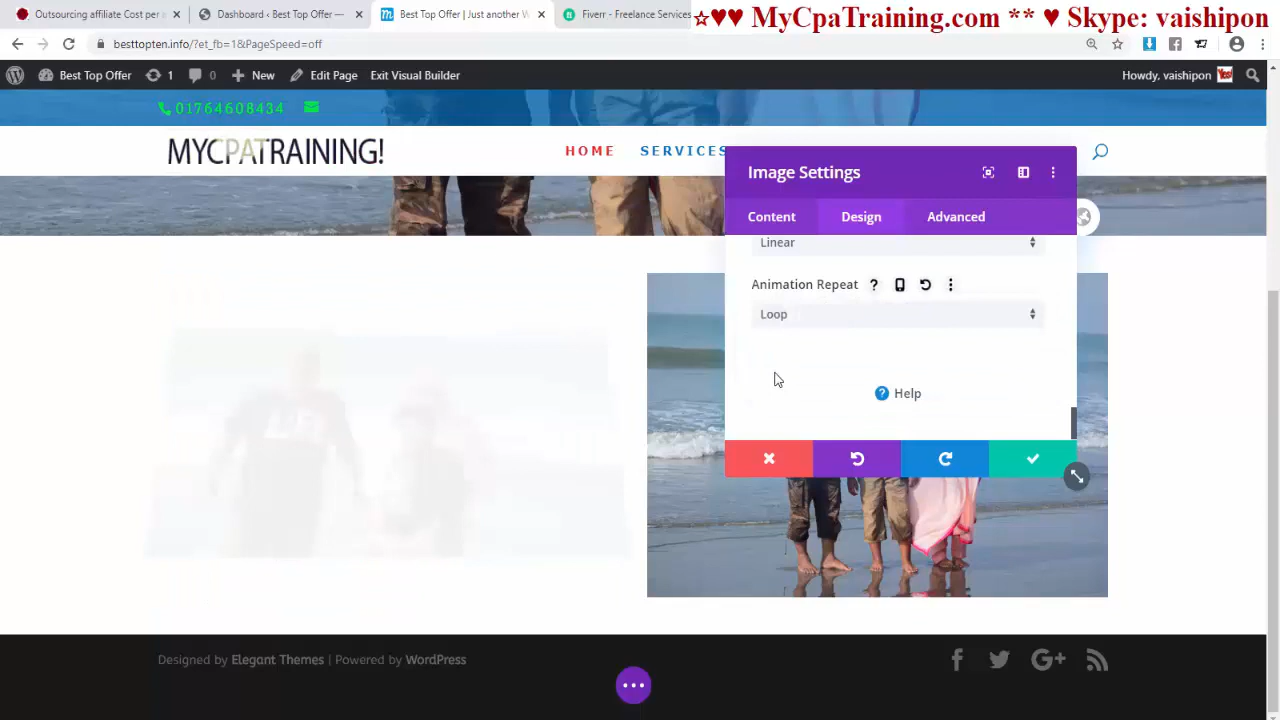 Outsourcing affiliate Cost per a
Dashboard ‹ Best Top Offer —
Best Top Offer | Just another W
Fiverr - Freelance Services
☆♥♥ MyCpaTraining.com ** ♥ Skype: vaishipon
besttopten.info/?et_fb=1&PageSpeed=off
Best Top Offer 1 0 New Edit Page Exit Visual Builder Howdy, vaishipon
01764608434
MYCPATRAINING!
HOME SERVICES
Image Settings
Content Design Advanced
Linear
Animation Repeat ?
Loop
? Help
Designed by Elegant Themes | Powered by WordPress